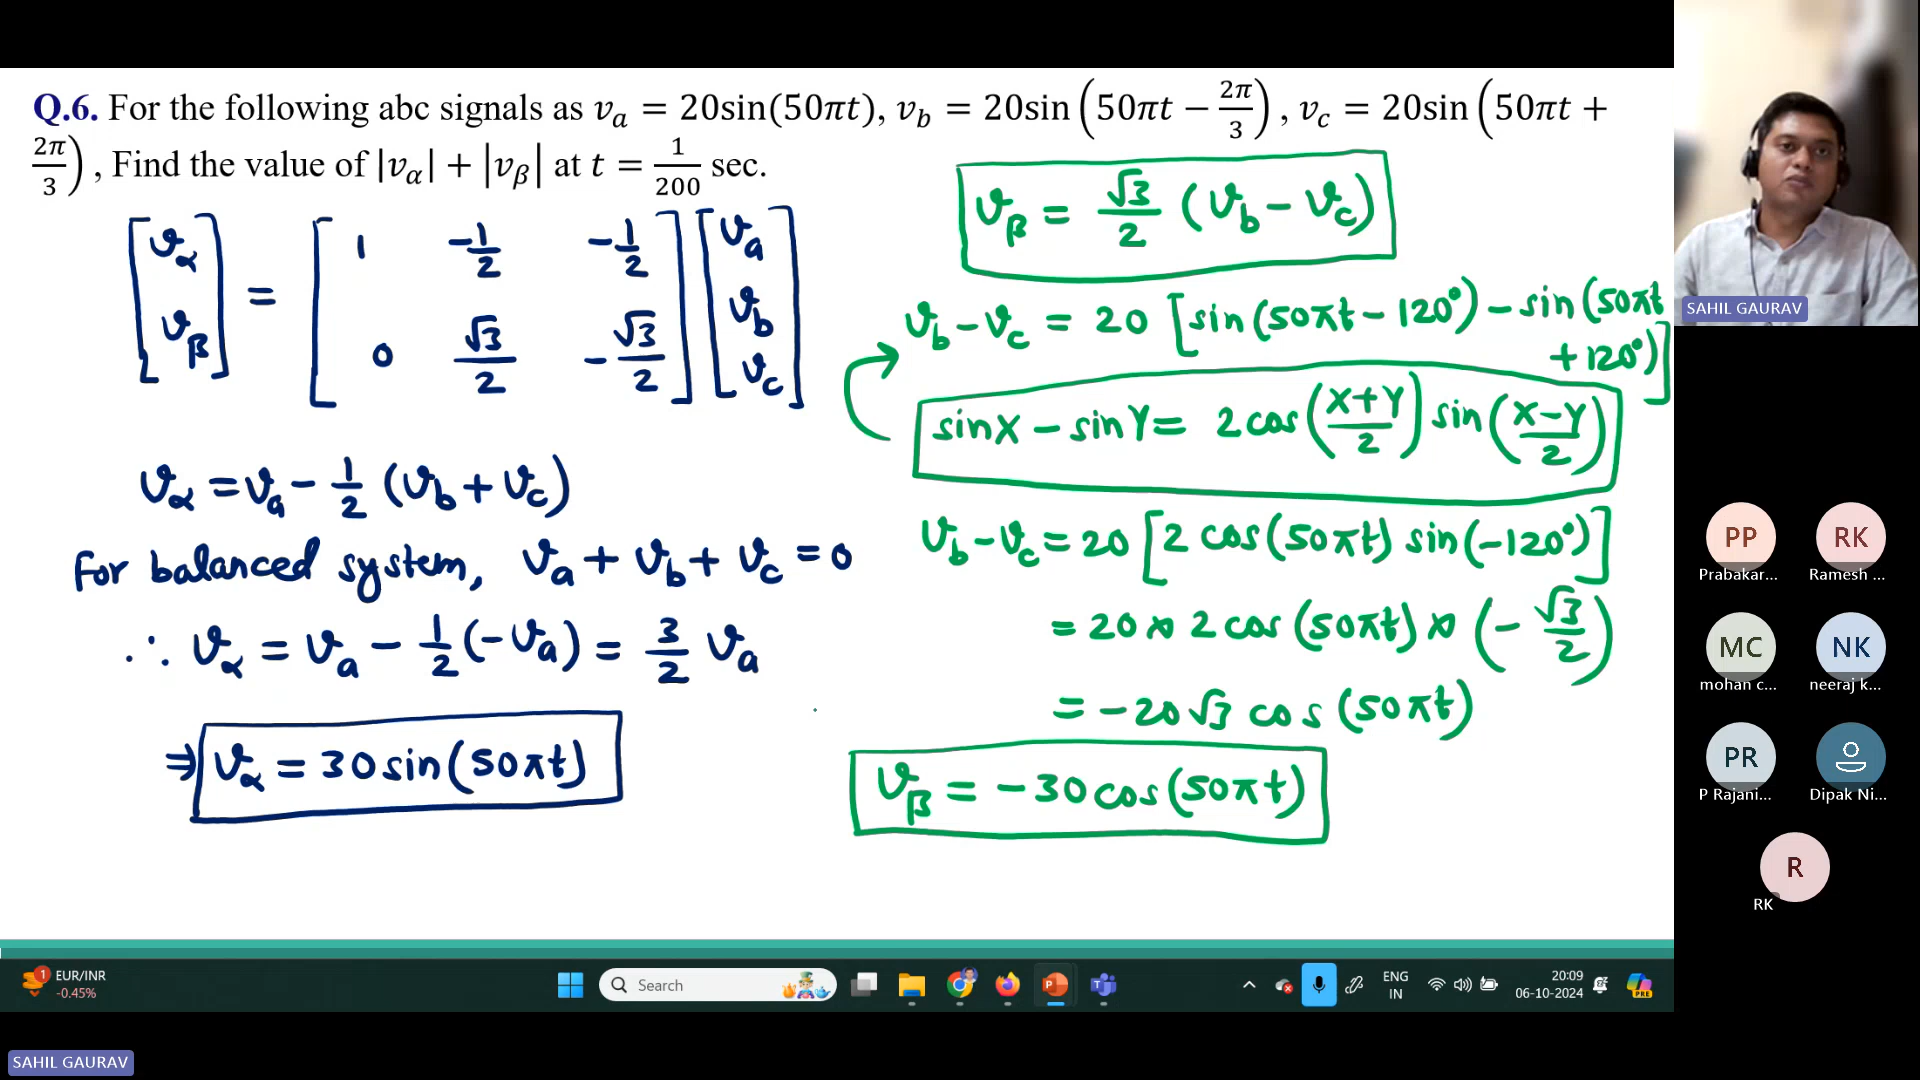 Q.6. For the following abc signals as v_a = 20sin(50πt), v_b = 20sin(50πt − 2π/3), v_c = 20sin(50πt +
2π/3), Find the value of |v_α| + |v_β| at t = 1/200 sec.
[v_α v_β] = [1 -1/2 -1/2; 0 √3/2 -√3/2] [v_a v_b v_c]
v_α = v_a - 1/2 (v_b + v_c)
For balanced system, v_a + v_b + v_c = 0
∴ v_α = v_a - 1/2 (-v_a) = 3/2 v_a
⇒ v_α = 30 sin(50πt)
v_β = √3/2 (v_b - v_c)
v_b - v_c = 20 [sin(50πt - 120°) - sin(50πt
+ 120°)]
sinX - sinY = 2cos((X+Y)/2) sin((X-Y)/2)
v_b - v_c = 20 [2 cos(50πt) sin(-120°)]
= 20 × 2 cos(50πt) × (-√3/2)
= -20√3 cos(50πt)
v_β = -30 cos(50πt)
SAHIL GAURAV
PP
Prabakar...
RK
Ramesh ...
MC
mohan c...
NK
neeraj k...
PR
P Rajani...
Dipak Ni...
R
RK
1
EUR/INR
-0.45%
Search
ENG
IN
20:09
06-10-2024
PRE
SAHIL GAURAV